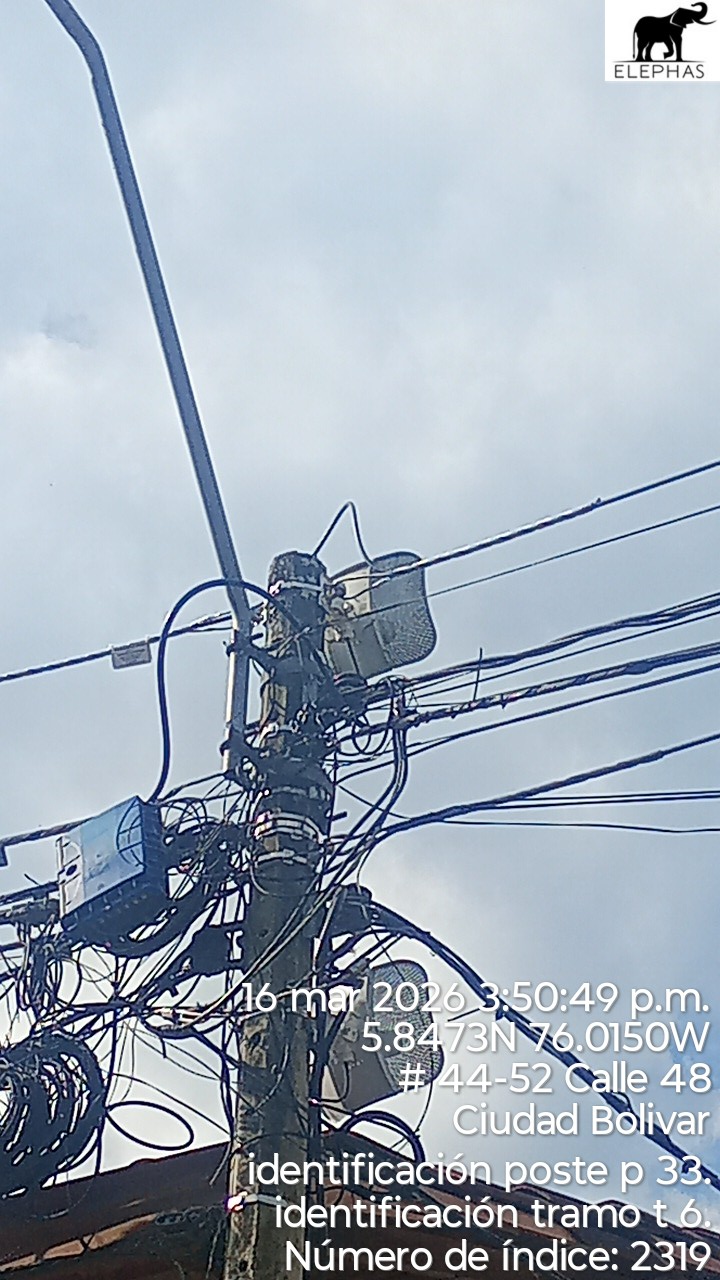 ELEPHAS
16 mar 2026 3:50:49 p.m.
5.8473N 76.0150W
# 44-52 Calle 48
Ciudad Bolivar
identificación poste p 33.
identificación tramo t 6.
Número de índice: 2319